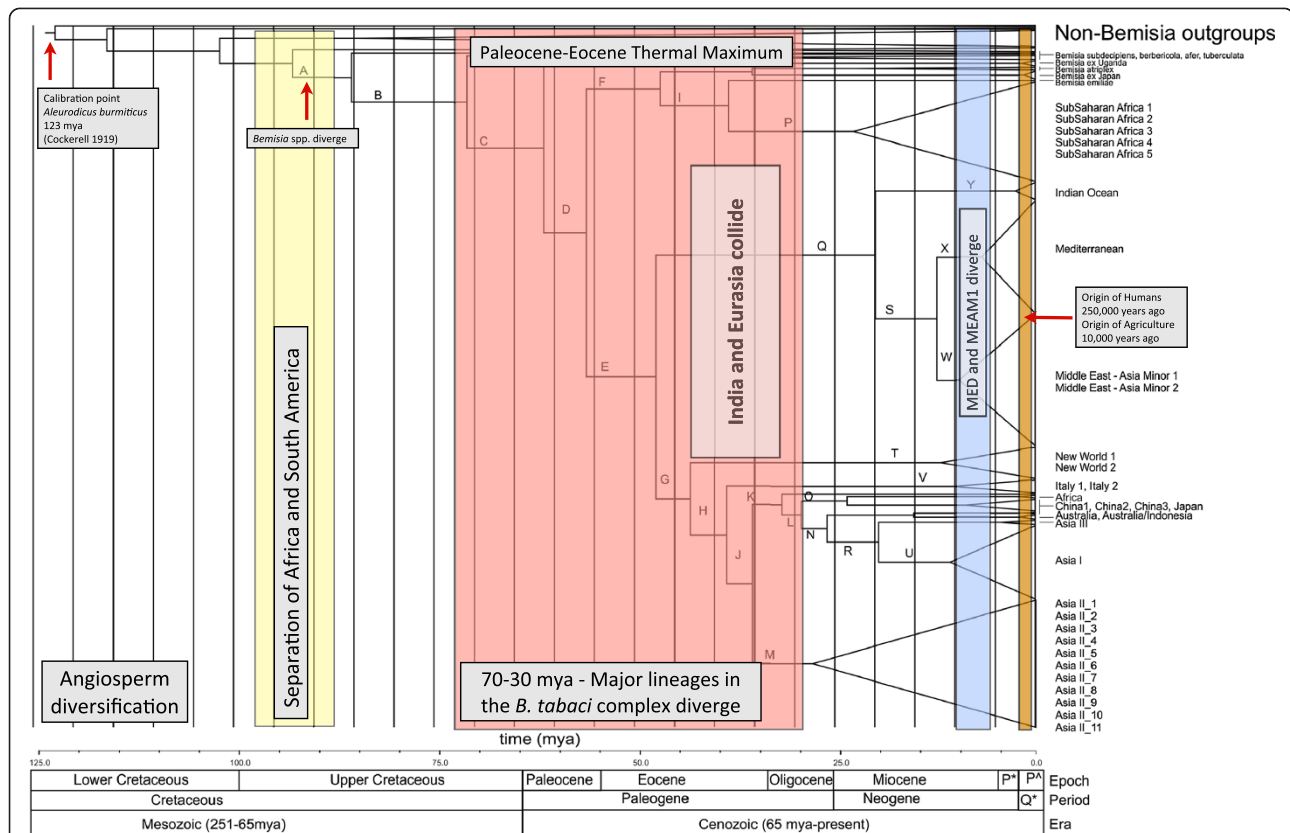 Non-Bemisia outgroups
Paleocene-Eocene Thermal Maximum
Bemisia subdecipiens, berbericola, afer, tuberculata
Bemisia ex Uganda
Bemisia atriplex
Bemisia ex Japan
Bemisia emiliae
Calibration point
Aleurodicus burmiticus
123 mya
(Cockerell 1919)
Bemisia spp. diverge
A
B
C
D
E
F
I
P
SubSaharan Africa 1
SubSaharan Africa 2
SubSaharan Africa 3
SubSaharan Africa 4
SubSaharan Africa 5
Y
Indian Ocean
Q
X
Mediterranean
S
W
Origin of Humans
250,000 years ago
Origin of Agriculture
10,000 years ago
Middle East - Asia Minor 1
Middle East - Asia Minor 2
India and Eurasia collide
MED and MEAM1 diverge
Separation of Africa and South America
T
New World 1
New World 2
V
G
H
K
O
L
N
J
R
U
M
Italy 1, Italy 2
Africa
China1, China2, China3, Japan
Australia, Australia/Indonesia
Asia III
Asia I
Asia II_1
Asia II_2
Asia II_3
Asia II_4
Asia II_5
Asia II_6
Asia II_7
Asia II_8
Asia II_9
Asia II_10
Asia II_11
Angiosperm
diversification
70-30 mya - Major lineages in
the B. tabaci complex diverge
time (mya)
125.0 100.0 75.0 50.0 25.0 0.0
Lower Cretaceous Upper Cretaceous Paleocene Eocene Oligocene Miocene P* P^ Epoch
Cretaceous Paleogene Neogene Q* Period
Mesozoic (251-65mya) Cenozoic (65 mya-present) Era